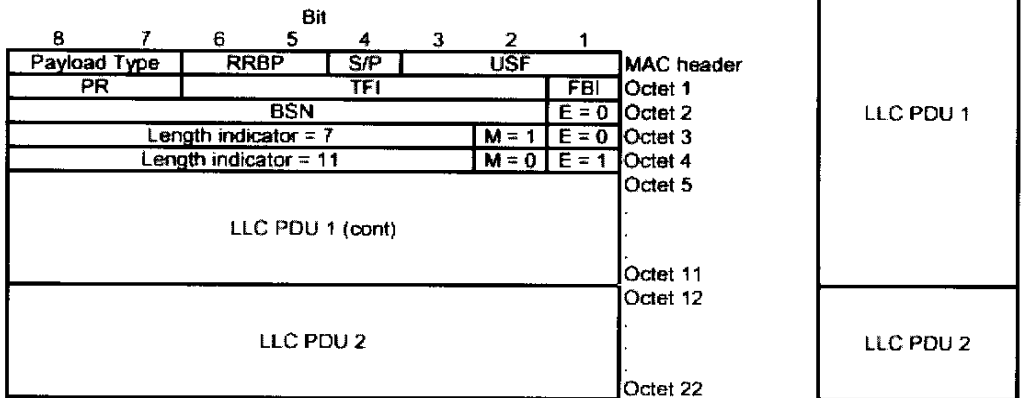 Bit
8 7 6 5 4 3 2 1
Payload Type RRBP S/P USF MAC header
PR TFI FBI Octet 1
BSN E = 0 Octet 2
Length indicator = 7 M = 1 E = 0 Octet 3
Length indicator = 11 M = 0 E = 1 Octet 4
Octet 5
.
LLC PDU 1 (cont) .
.
Octet 11
Octet 12
.
LLC PDU 2 .
.
Octet 22
LLC PDU 1
LLC PDU 2